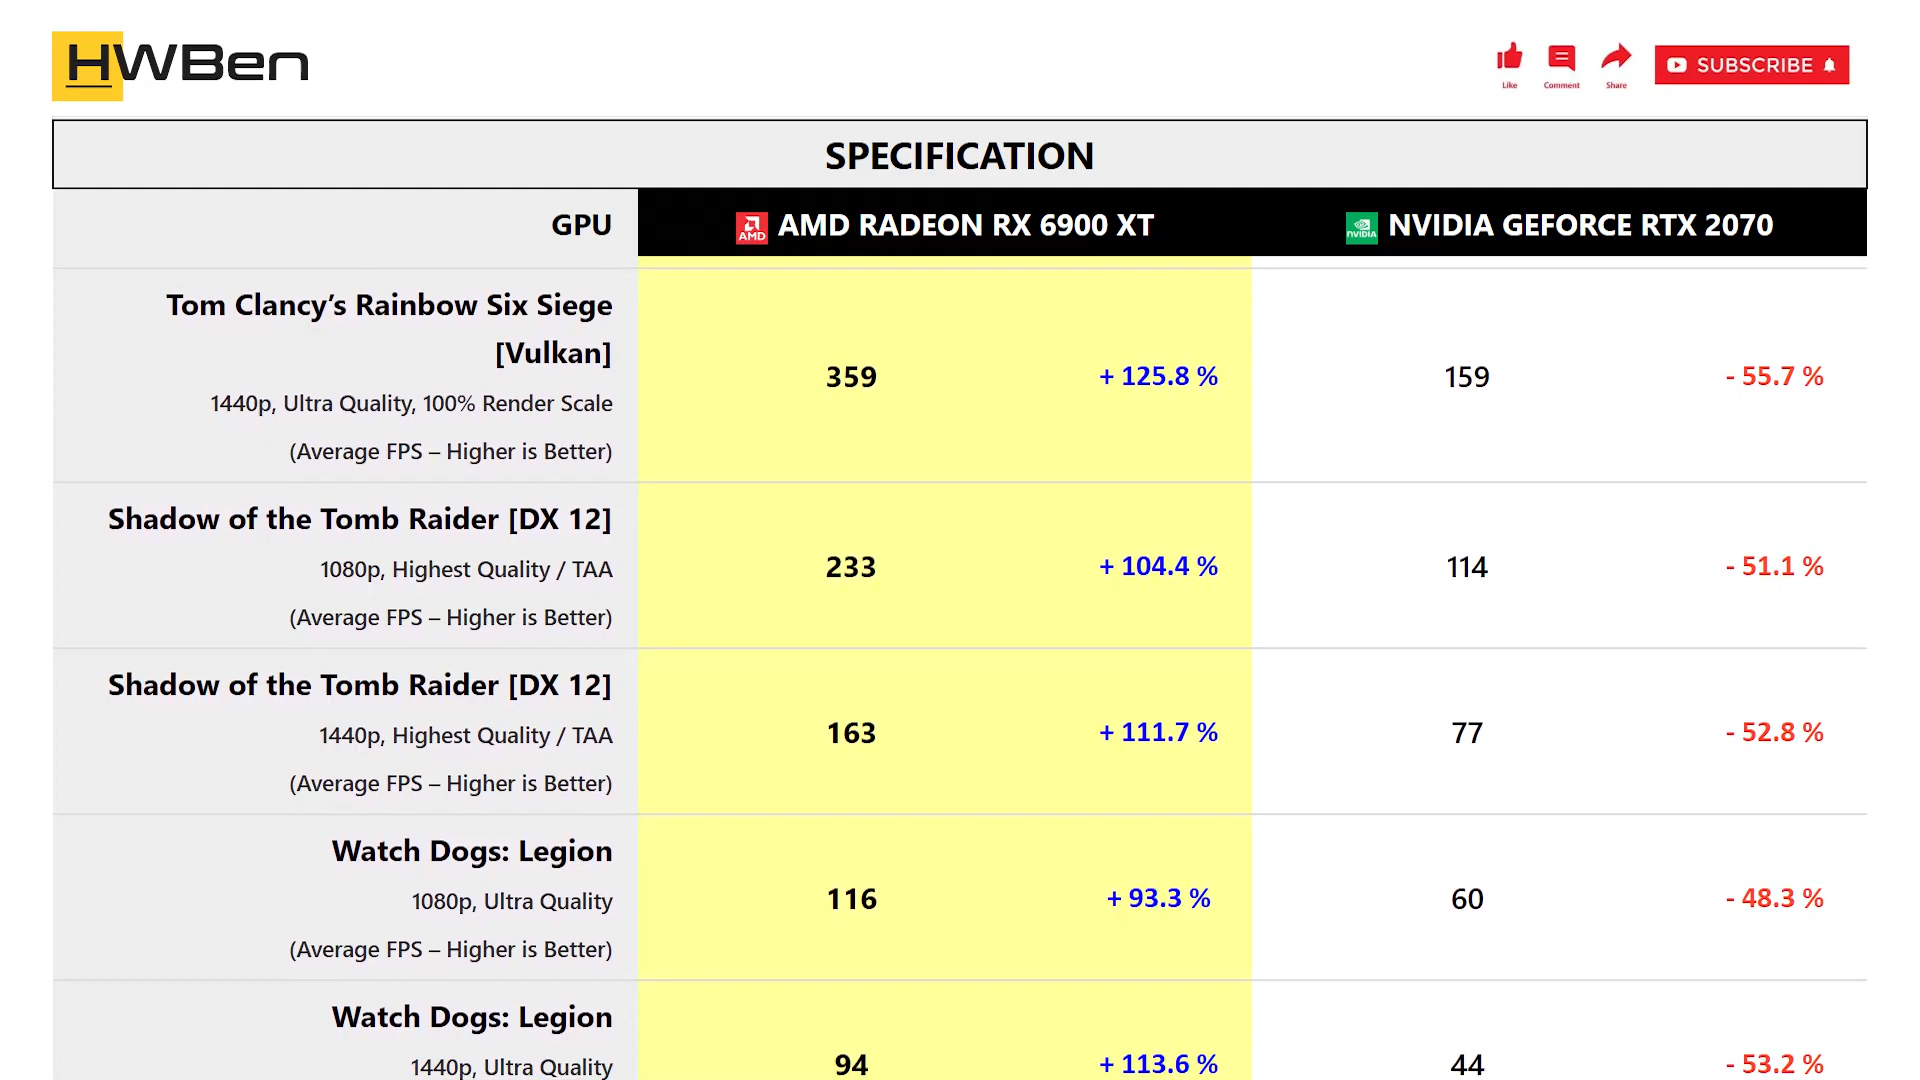 HWBen
Like
Comment
Share
SUBSCRIBE
SPECIFICATION
GPU
AMD
AMD RADEON RX 6900 XT
NVIDIA
NVIDIA GEFORCE RTX 2070
Tom Clancy’s Rainbow Six Siege
[Vulkan]
1440p, Ultra Quality, 100% Render Scale
(Average FPS – Higher is Better)
359
+ 125.8 %
159
- 55.7 %
Shadow of the Tomb Raider [DX 12]
1080p, Highest Quality / TAA
(Average FPS – Higher is Better)
233
+ 104.4 %
114
- 51.1 %
Shadow of the Tomb Raider [DX 12]
1440p, Highest Quality / TAA
(Average FPS – Higher is Better)
163
+ 111.7 %
77
- 52.8 %
Watch Dogs: Legion
1080p, Ultra Quality
(Average FPS – Higher is Better)
116
+ 93.3 %
60
- 48.3 %
Watch Dogs: Legion
1440p, Ultra Quality
94
+ 113.6 %
44
- 53.2 %